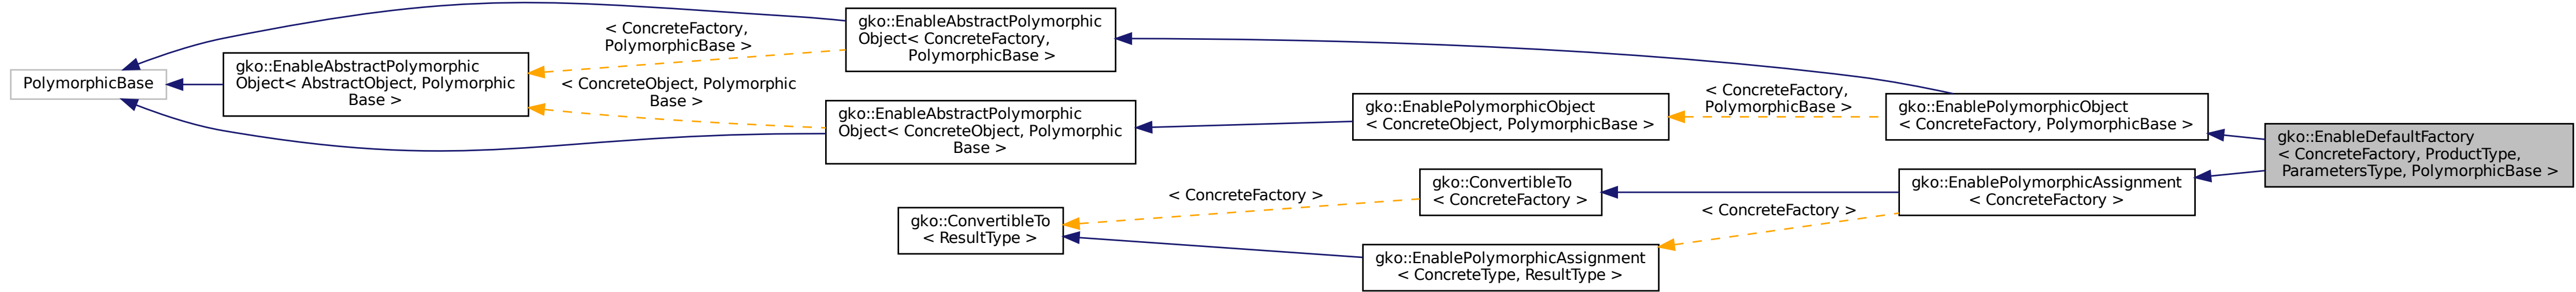 PolymorphicBase
gko::EnableAbstractPolymorphic
Object< AbstractObject, Polymorphic
Base >
< ConcreteFactory,
PolymorphicBase >
< ConcreteObject, Polymorphic
Base >
gko::EnableAbstractPolymorphic
Object< ConcreteFactory,
PolymorphicBase >
gko::EnableAbstractPolymorphic
Object< ConcreteObject, Polymorphic
Base >
gko::ConvertibleTo
< ResultType >
< ConcreteFactory >
gko::EnablePolymorphicObject
< ConcreteObject, PolymorphicBase >
gko::ConvertibleTo
< ConcreteFactory >
gko::EnablePolymorphicAssignment
< ConcreteType, ResultType >
< ConcreteFactory,
PolymorphicBase >
< ConcreteFactory >
gko::EnablePolymorphicObject
< ConcreteFactory, PolymorphicBase >
gko::EnablePolymorphicAssignment
< ConcreteFactory >
gko::EnableDefaultFactory
< ConcreteFactory, ProductType,
ParametersType, PolymorphicBase >